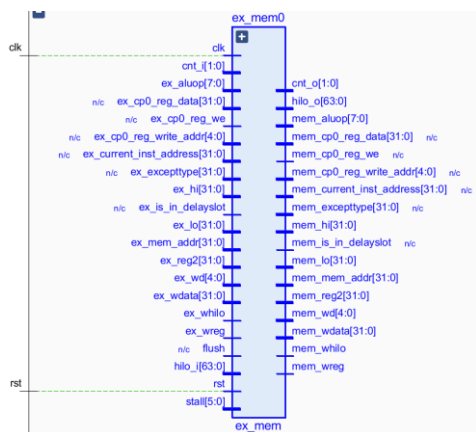 ex_mem0
clk
clk
cnt_i[1:0]
ex_aluop[7:0]
cnt_o[1:0]
n/c ex_cp0_reg_data[31:0]
hilo_o[63:0]
n/c ex_cp0_reg_we
mem_aluop[7:0]
n/c ex_cp0_reg_write_addr[4:0]
mem_cp0_reg_data[31:0] n/c
n/c ex_current_inst_address[31:0]
mem_cp0_reg_we n/c
n/c ex_excepttype[31:0]
mem_cp0_reg_write_addr[4:0] n/c
ex_hi[31:0]
mem_current_inst_address[31:0] n/c
n/c ex_is_in_delayslot
mem_excepttype[31:0] n/c
ex_lo[31:0]
mem_hi[31:0]
ex_mem_addr[31:0]
mem_is_in_delayslot n/c
ex_reg2[31:0]
mem_lo[31:0]
ex_wd[4:0]
mem_mem_addr[31:0]
ex_wdata[31:0]
mem_reg2[31:0]
ex_whilo
mem_wd[4:0]
ex_wreg
mem_wdata[31:0]
n/c flush
mem_whilo
hilo_i[63:0]
mem_wreg
rst
rst
stall[5:0]
ex_mem